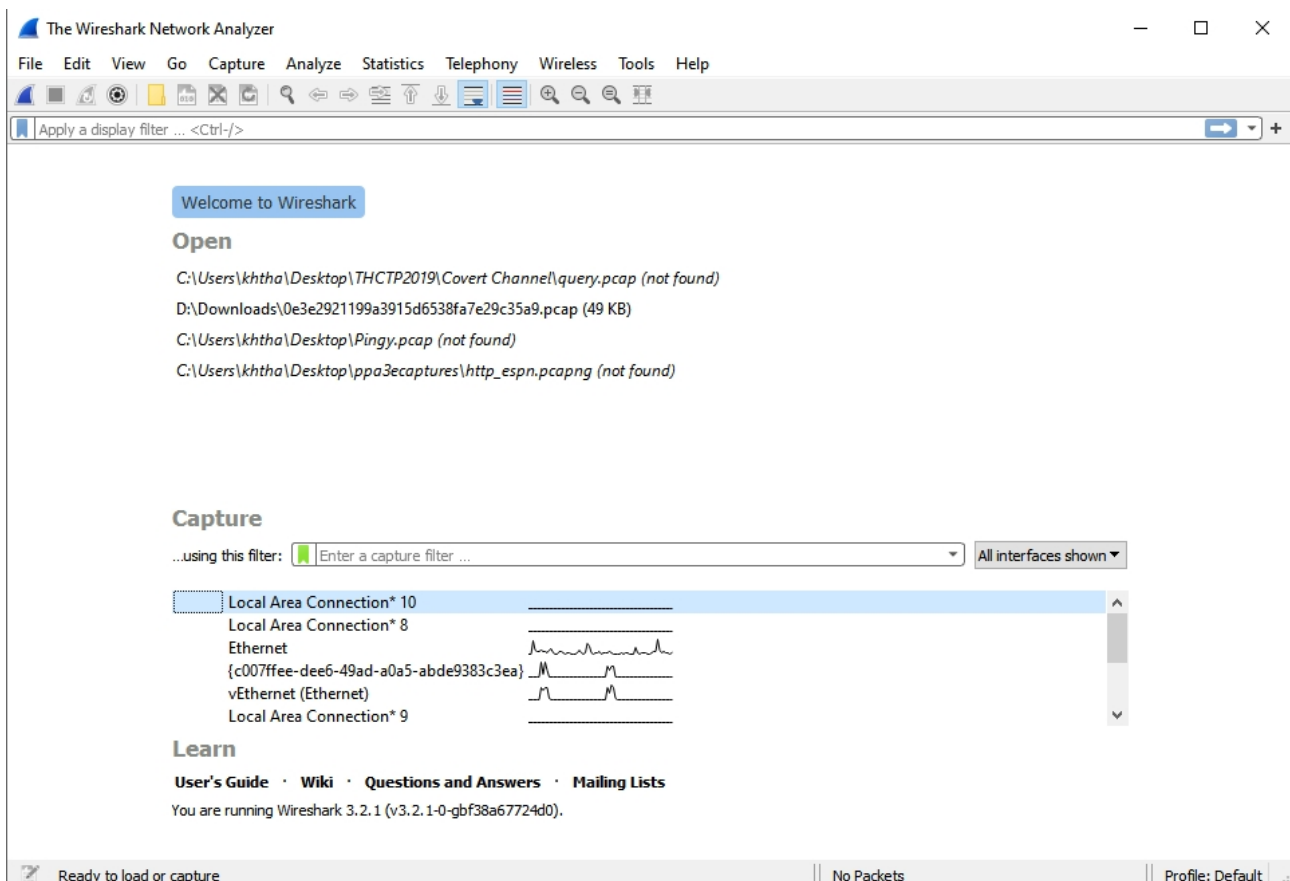 The Wireshark Network Analyzer
File Edit View Go Capture Analyze Statistics Telephony Wireless Tools Help
Apply a display filter ... <Ctrl-/>
+
Welcome to Wireshark
Open
C:\Users\khtha\Desktop\THCTP2019\Covert Channel\query.pcap (not found)
D:\Downloads\0e3e2921199a3915d6538fa7e29c35a9.pcap (49 KB)
C:\Users\khtha\Desktop\Pingy.pcap (not found)
C:\Users\khtha\Desktop\ppa3ecaptures\http_espn.pcapng (not found)
Capture
...using this filter: Enter a capture filter ... All interfaces shown
Local Area Connection* 10
Local Area Connection* 8
Ethernet
{c007ffee-dee6-49ad-a0a5-abde9383c3ea}
vEthernet (Ethernet)
Local Area Connection* 9
Learn
User's Guide · Wiki · Questions and Answers · Mailing Lists
You are running Wireshark 3.2.1 (v3.2.1-0-gbf38a67724d0).
Ready to load or capture No Packets Profile: Default